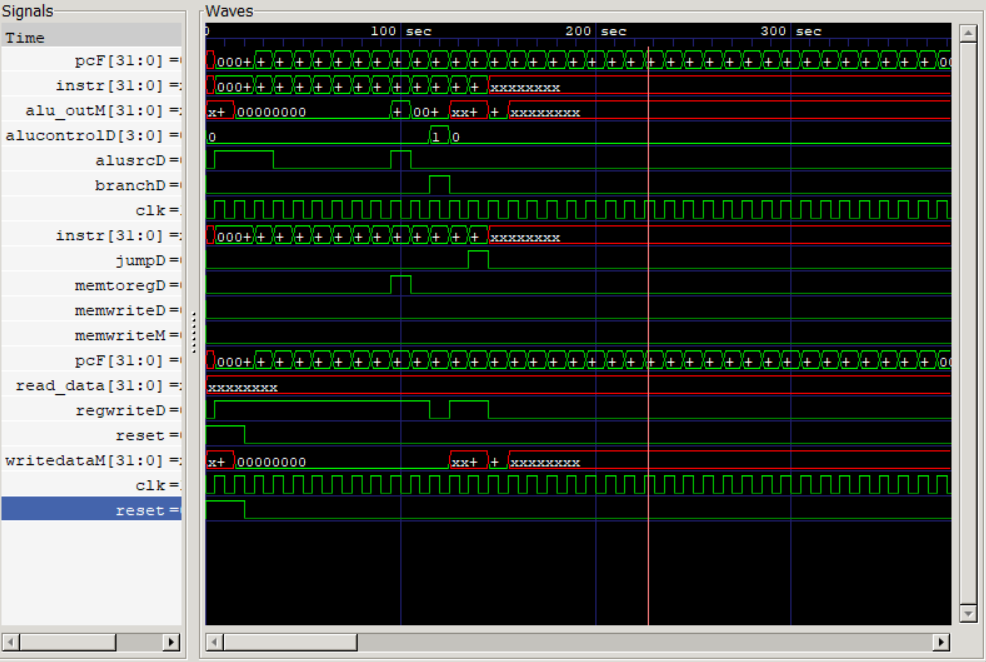 Signals
Waves
Time
0 100 sec 200 sec 300 sec
pcF[31:0] = 000+ + + + + + + + + + + + + + + + + + + + + + + + + + + + + + + + + + + + 00
instr[31:0] = 000+ + + + + + + + + + + + + xxxxxxxx
alu_outM[31:0] = x+ 00000000 + 00+ xx+ + xxxxxxxx
alucontrolD[3:0] = 0 1 0
alusrcD =
branchD =
clk =
instr[31:0] = 000+ + + + + + + + + + + + + xxxxxxxx
jumpD =
memtoregD =
memwriteD =
memwriteM =
pcF[31:0] = 000+ + + + + + + + + + + + + + + + + + + + + + + + + + + + + + + + + + + + 00
read_data[31:0] = xxxxxxxx
regwriteD =
reset =
writedataM[31:0] = x+ 00000000 xx+ + xxxxxxxx
clk =
reset =